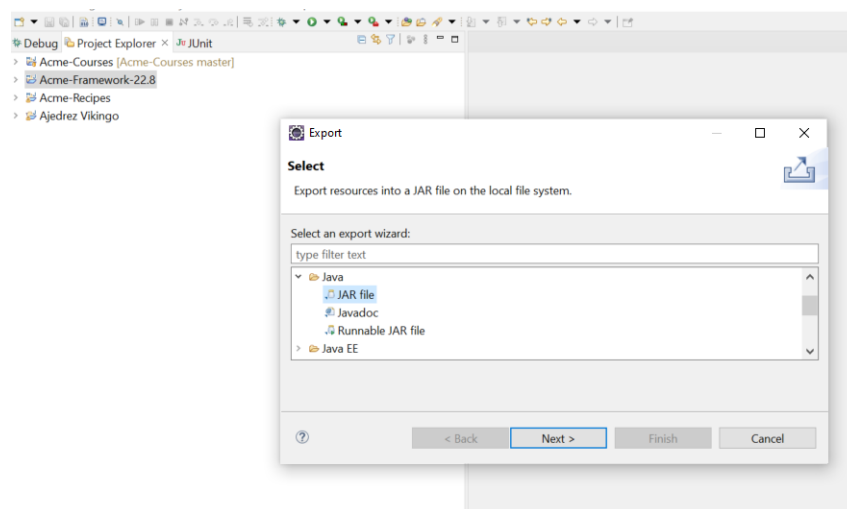 Debug Project Explorer × JUnit
Acme-Courses [Acme-Courses master]
Acme-Framework-22.8
Acme-Recipes
Ajedrez Vikingo
Export
Select
Export resources into a JAR file on the local file system.
Select an export wizard:
type filter text
Java
JAR file
Javadoc
Runnable JAR file
Java EE
< Back Next > Finish Cancel